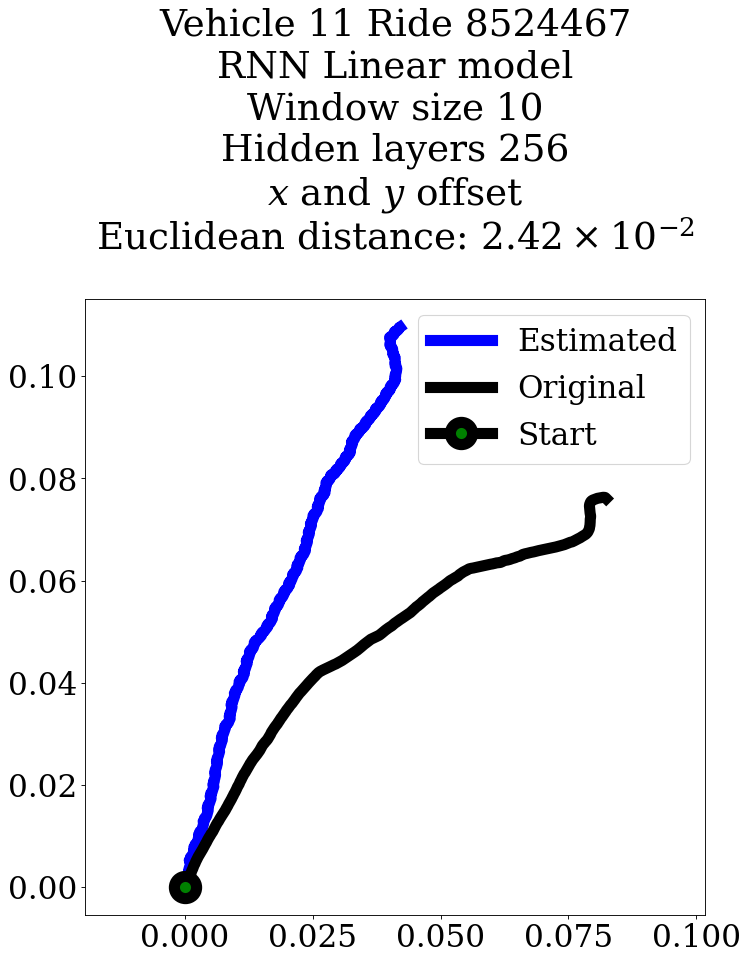 Vehicle 11 Ride 8524467
RNN Linear model
Window size 10
Hidden layers 256
x and y offset
Euclidean distance: 2.42 × 10⁻²
Estimated
Original
Start
0.10
0.08
0.06
0.04
0.02
0.00
0.000 0.025 0.050 0.075 0.100